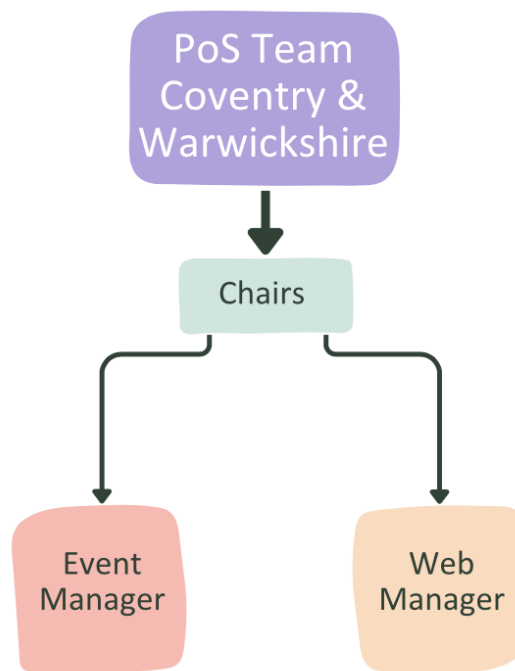 PoS Team
Coventry &
Warwickshire
Chairs
Event
Manager
Web
Manager